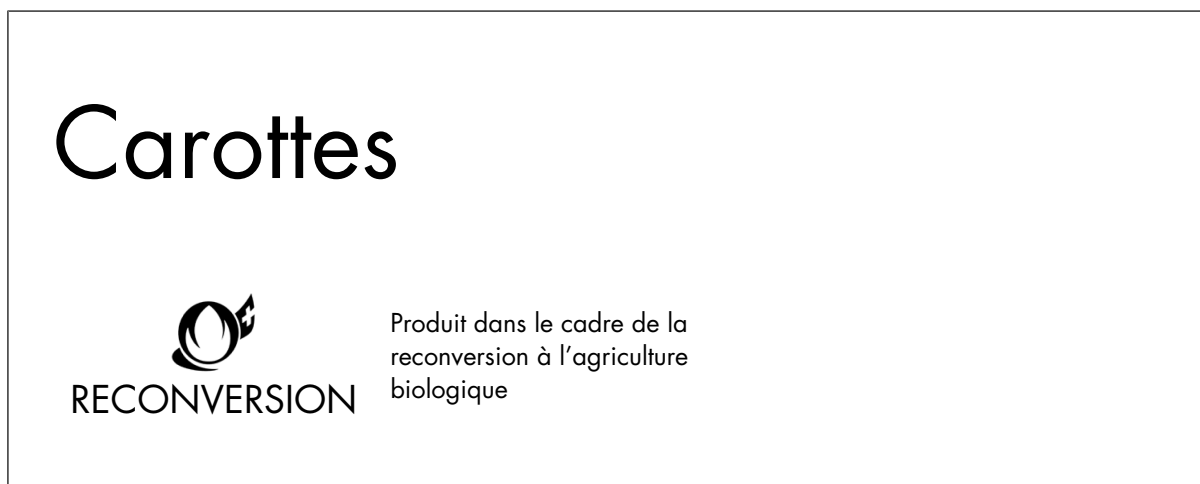 Carottes
RECONVERSION
Produit dans le cadre de la
reconversion à l’agriculture
biologique